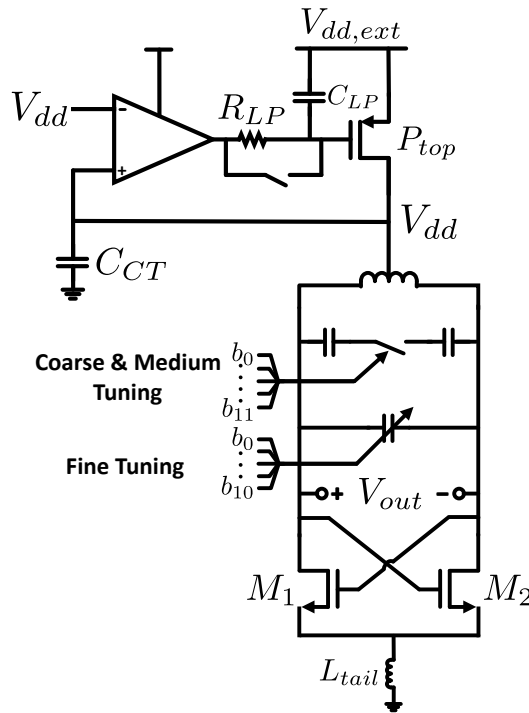 V_{dd,ext}
C_{LP}
R_{LP}
V_{dd}
-
+
P_{top}
V_{dd}
C_{CT}
Coarse & Medium
Tuning
b_0
b_{11}
Fine Tuning
b_0
b_{10}
+ V_{out} -
M_1
M_2
L_{tail}